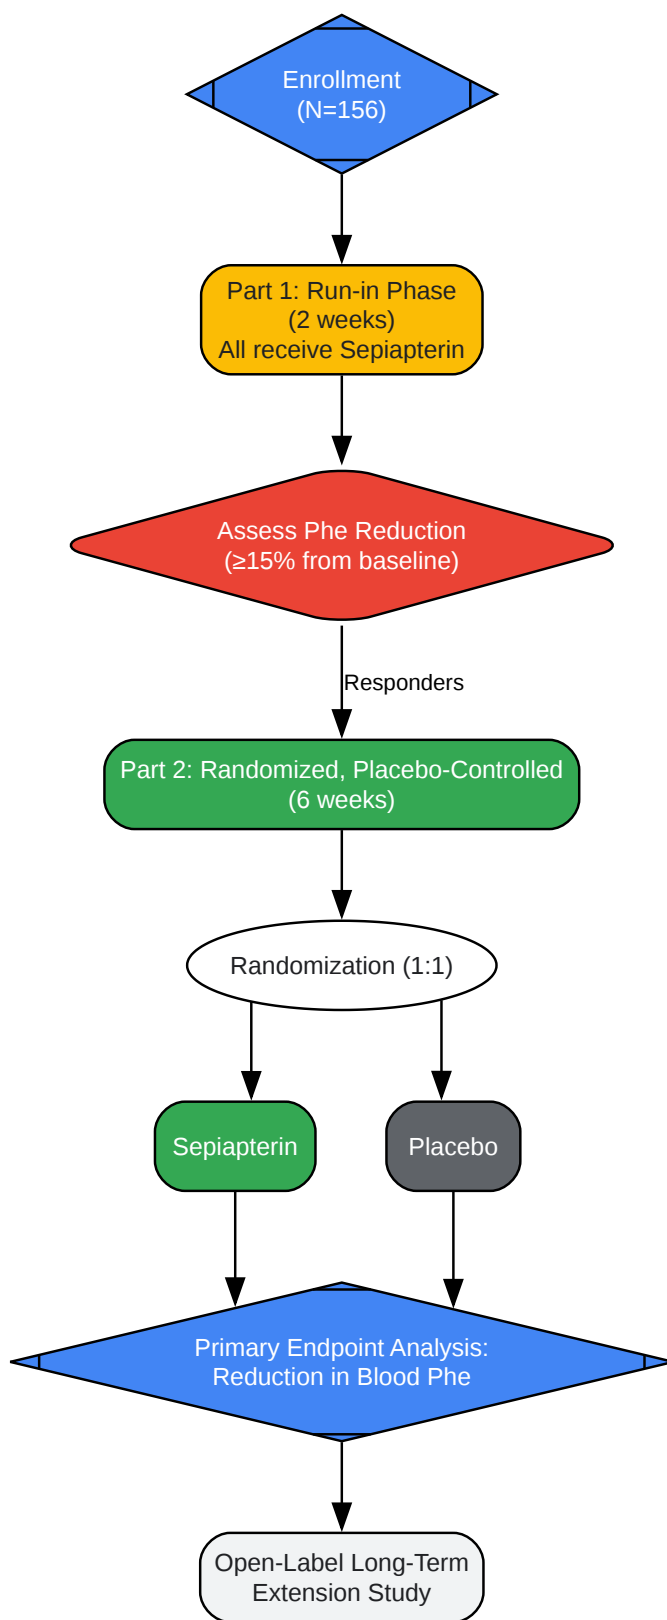 Enrollment
(N=156)
Part 1: Run-in Phase
(2 weeks)
All receive Sepiapterin
Assess Phe Reduction
(≥15% from baseline)
Responders
Part 2: Randomized, Placebo-Controlled
(6 weeks)
Randomization (1:1)
Sepiapterin
Placebo
Primary Endpoint Analysis:
Reduction in Blood Phe
Open-Label Long-Term
Extension Study